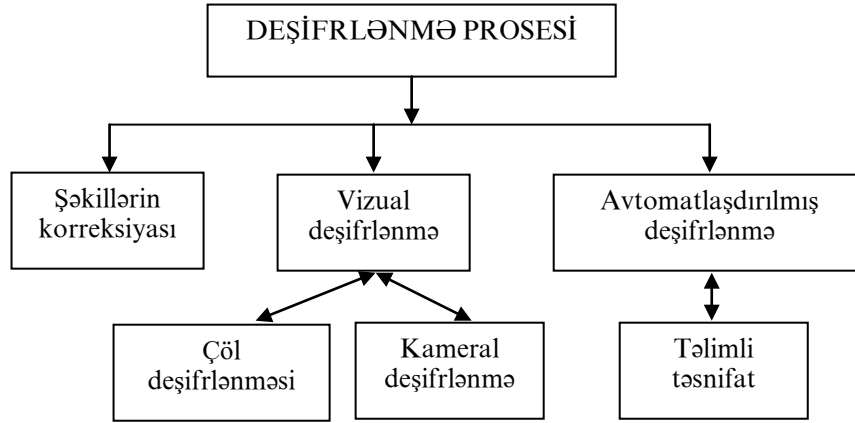 DEŞİFRLƏNMƏ PROSESİ
Şəkillərin
korreksiyası
Vizual
deşifrlənmə
Avtomatlaşdırılmış
deşifrlənmə
Çöl
deşifrlənməsi
Kameral
deşifrlənmə
Təlimli
təsnifat